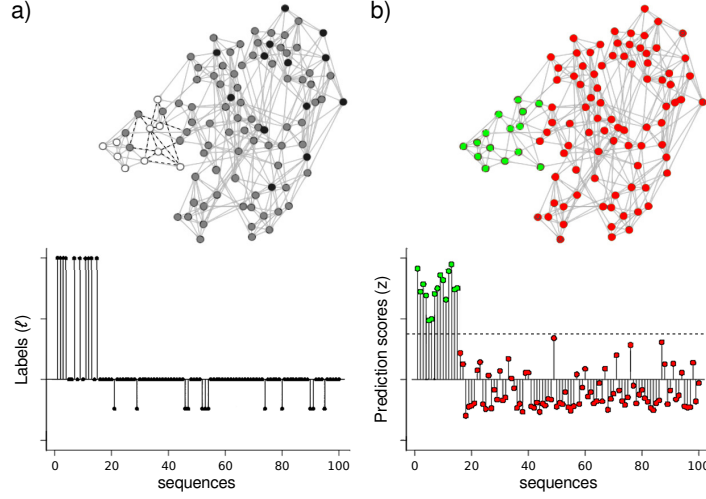 a)
b)
Labels (ℓ)
0 20 40 60 80 100
sequences
Prediction scores (z)
0 20 40 60 80 100
sequences